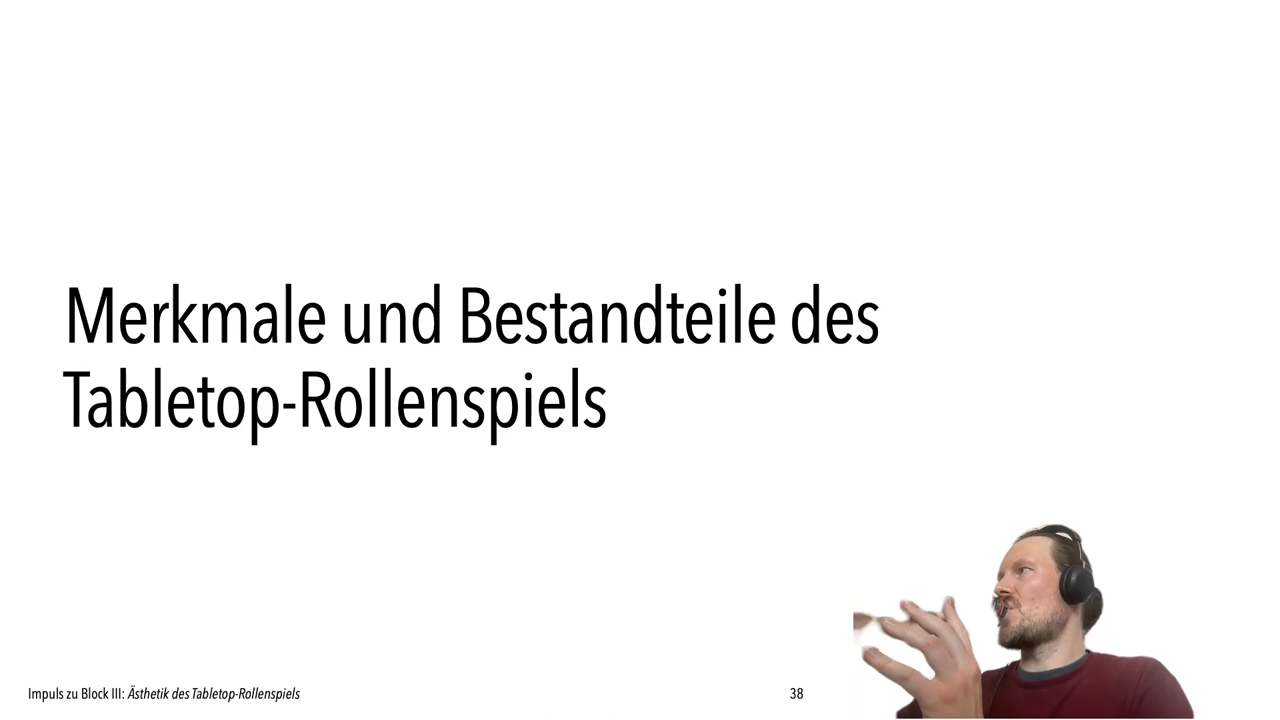 Merkmale und Bestandteile des
Tabletop-Rollenspiels
Impuls zu Block III: Ästhetik des Tabletop-Rollenspiels
38